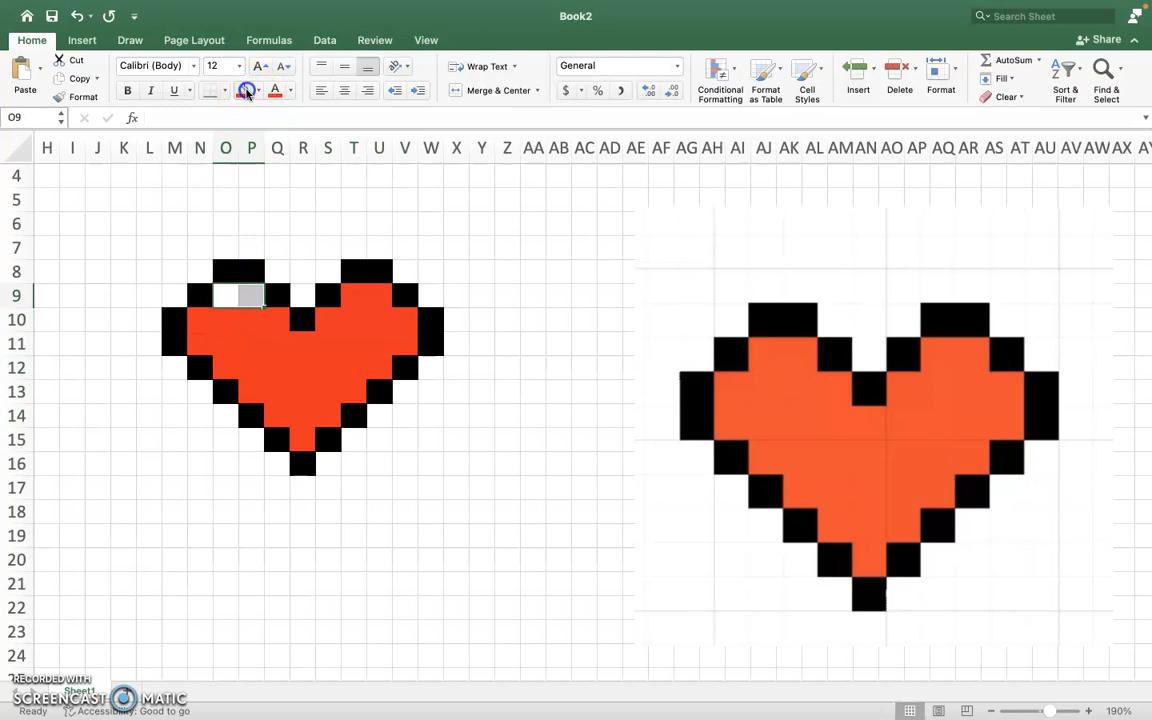 Book2
Search Sheet
Home Insert Draw Page Layout Formulas Data Review View
Share
Paste
Cut
Copy
Format
Calibri (Body) 12 A A
B I U A
Wrap Text
Merge & Center
General
$ %
Conditional Formatting
Format as Table
Cell Styles
Insert
Delete
Format
AutoSum
Fill
Clear
Sort & Filter
Find & Select
O9 fx
H I J K L M N O P Q R S T U V W X Y Z AA AB AC AD AE AF AG AH AI AJ AK AL AM AN AO AP AQ AR AS AT AU AV AW AX
4
5
6
7
8
9
10
11
12
13
14
15
16
17
18
19
20
21
22
23
24
RECORDED WITH
SCREENCAST MATIC
Sheet1
Ready Accessibility: Good to go
190%